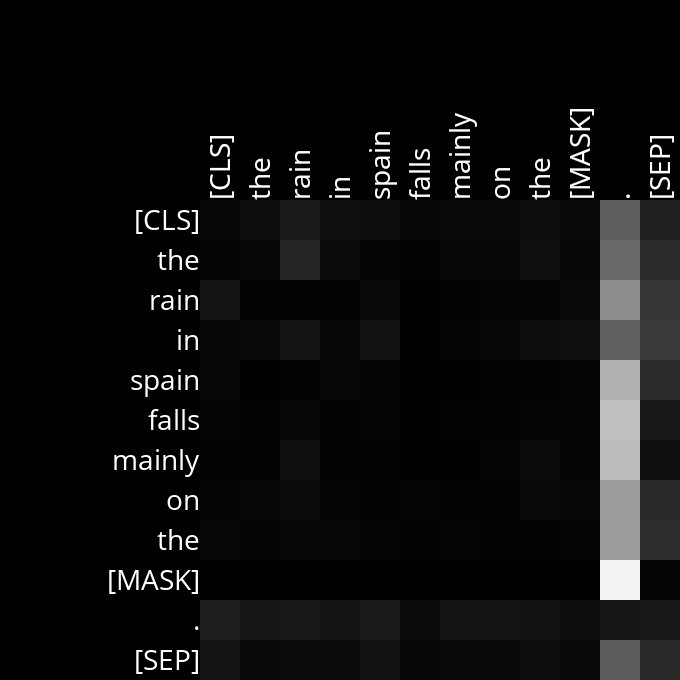 [CLS] the rain in spain falls mainly on the [MASK] . [SEP]
[CLS]
the
rain
in
spain
falls
mainly
on
the
[MASK]
.
[SEP]